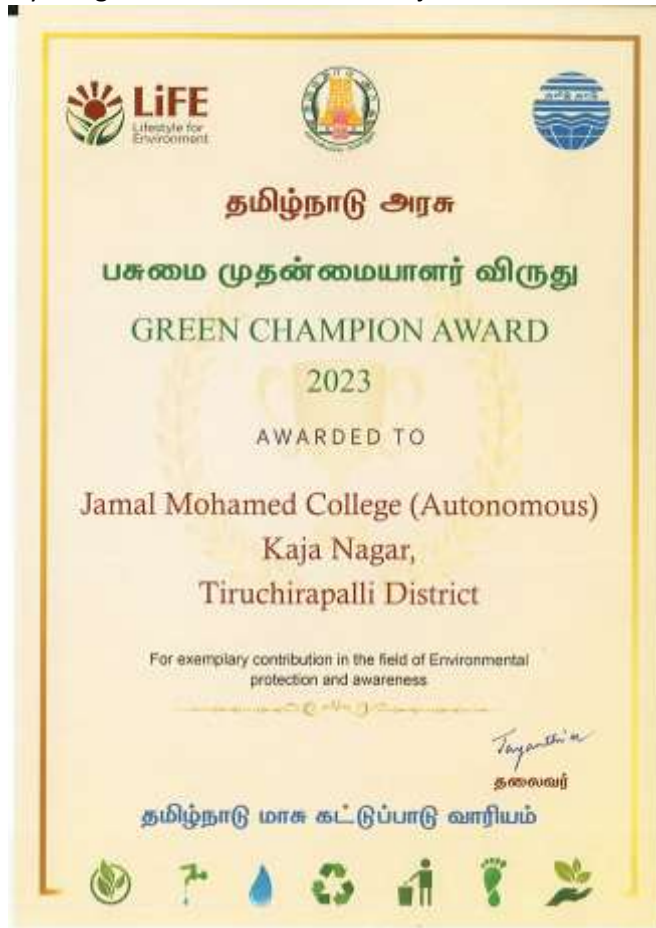 LiFE
Lifestyle for
Environment
தமிழ்நாடு அரசு
பசுமை முதன்மையாளர் விருது
GREEN CHAMPION AWARD
2023
AWARDED TO
Jamal Mohamed College (Autonomous)
Kaja Nagar,
Tiruchirapalli District
For exemplary contribution in the field of Environmental
protection and awareness
தலைவர்
தமிழ்நாடு மாசு கட்டுப்பாடு வாரியம்